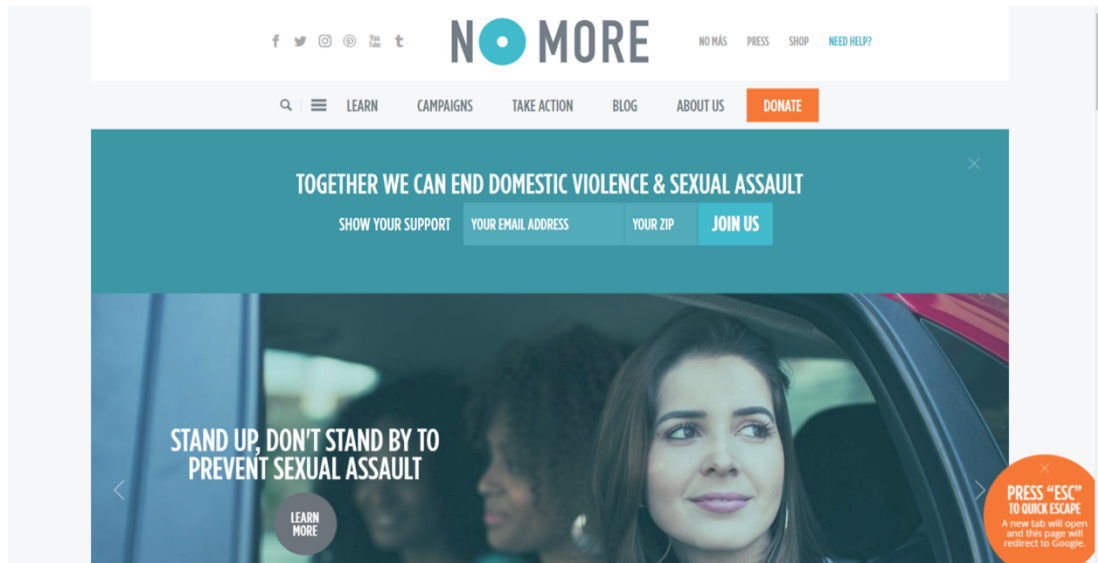 NO MORE
NO MÁS PRESS SHOP NEED HELP?
LEARN CAMPAIGNS TAKE ACTION BLOG ABOUT US DONATE
TOGETHER WE CAN END DOMESTIC VIOLENCE & SEXUAL ASSAULT
SHOW YOUR SUPPORT YOUR EMAIL ADDRESS YOUR ZIP JOIN US
STAND UP, DON'T STAND BY TO
PREVENT SEXUAL ASSAULT
LEARN
MORE
PRESS “ESC”
TO QUICK ESCAPE
A new tab will open
and this page will
redirect to Google.